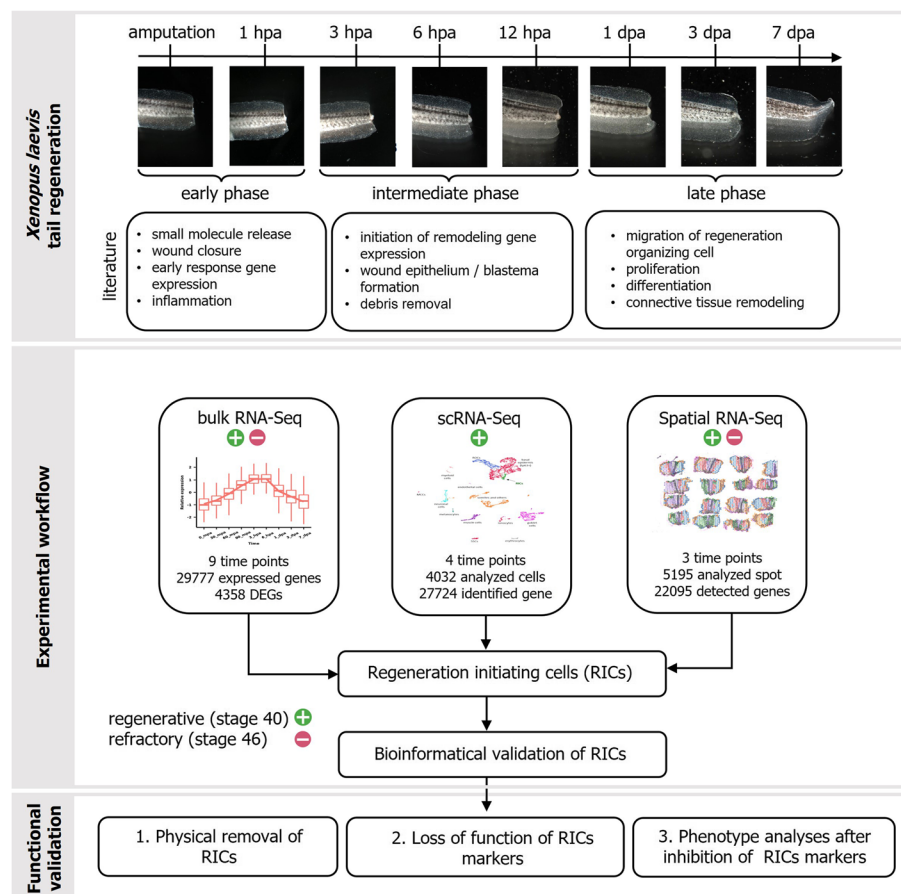 Xenopus laevis
tail regeneration
amputation 1 hpa 3 hpa 6 hpa 12 hpa 1 dpa 3 dpa 7 dpa
early phase intermediate phase late phase
literature
• small molecule release
• wound closure
• early response gene
expression
• inflammation
• initiation of remodeling gene
expression
• wound epithelium / blastema
formation
• debris removal
• migration of regeneration
organizing cell
• proliferation
• differentiation
• connective tissue remodeling
Experimental workflow
bulk RNA-Seq
Relative expression
Time
9 time points
29777 expressed genes
4358 DEGs
scRNA-Seq
4 time points
4032 analyzed cells
27724 identified gene
Spatial RNA-Seq
3 time points
5195 analyzed spot
22095 detected genes
Regeneration initiating cells (RICs)
regenerative (stage 40)
refractory (stage 46)
Bioinformatical validation of RICs
Functional
validation
1. Physical removal of
RICs
2. Loss of function of RICs
markers
3. Phenotype analyses after
inhibition of RICs markers